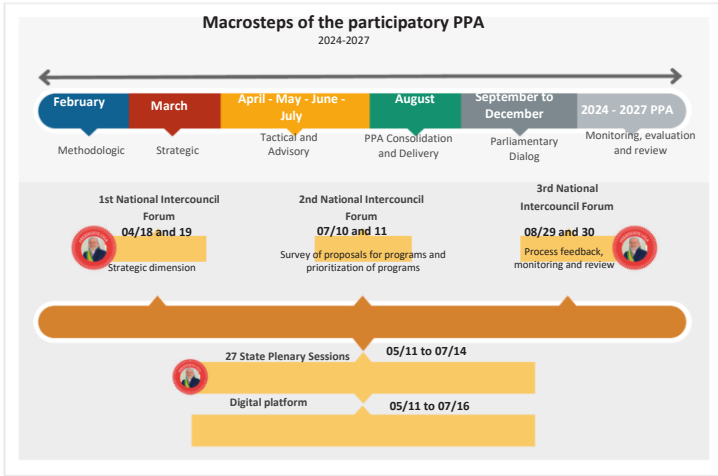 Macrosteps of the participatory PPA
2024-2027
February
March
April - May - June -
July
August
September to
December
2024 - 2027 PPA
Methodologic
Strategic
Tactical and
Advisory
PPA Consolidation
and Delivery
Parliamentary
Dialog
Monitoring, evaluation
and review
1st National Intercouncil
Forum
04/18 and 19
Strategic dimension
2nd National Intercouncil
Forum
07/10 and 11
Survey of proposals for programs and
prioritization of programs
3rd National
Intercouncil Forum
08/29 and 30
Process feedback,
monitoring and review
27 State Plenary Sessions
05/11 to 07/14
Digital platform
05/11 to 07/16